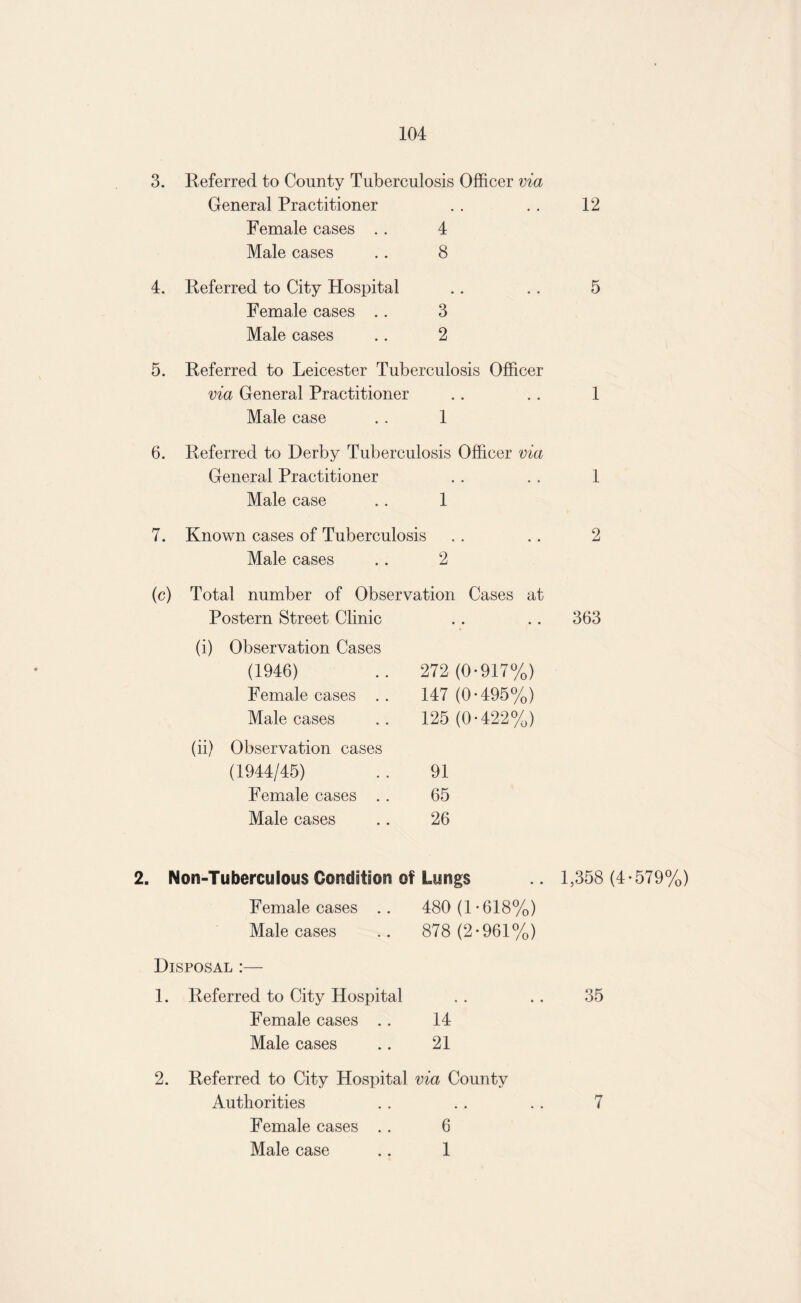 104
3. Referred to County Tuberculosis Officer via
General Practitioner . . . . 12
Female cases . . 4
Male cases . . 8
4. Referred to City Hospital . . . . 5
Female cases . . 3
Male cases . . 2
5. Referred to Leicester Tuberculosis Officer
via General Practitioner . . . . 1
Male case . . 1
6. Referred to Derby Tuberculosis Officer via
General Practitioner . . . . 1
Male case . . 1
7. Known cases of Tuberculosis . . . . 2
Male cases . . 2
(c) Total number of Observation Cases at
Postern Street Clinic . . . . 363
(i) Observation Cases
(1946) . . 272 (0·917%)
Female cases . . 147 (0·495%)
Male cases . . 125 (0·422%)
(ii) Observation cases
(1944/45) . . 91
Female cases . . 65
Male cases . . 26
2. Non-Tuberculous Condition of Lungs . . 1,358 (4·579%)
Female cases . . 480 (1·618%)
Male cases . . 878 (2·961%)
Disposal :—
1. Referred to City Hospital . . . . 35
Female cases . . 14
Male cases . . 21
2. Referred to City Hospital via County
Authorities . . . . . . 7
Female cases . . 6
Male case . . 1